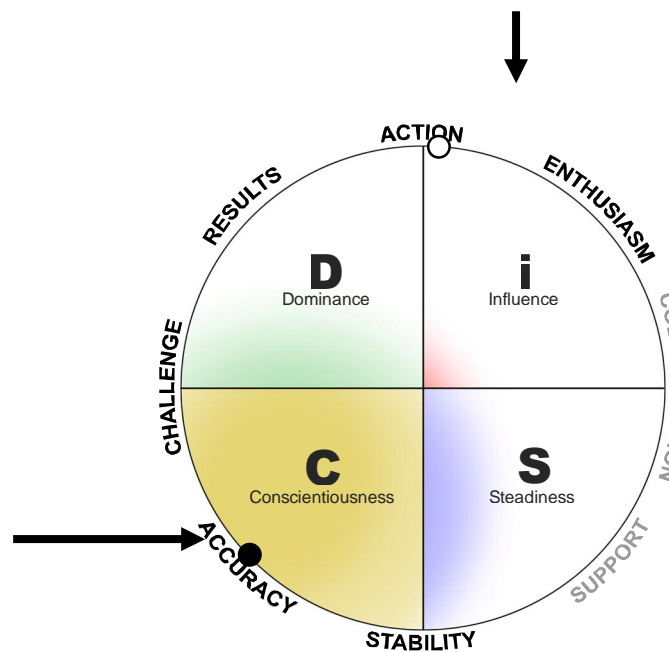 ACTION
ENTHUSIASM
RESULTS
D
Dominance
i
Influence
CHALLENGE
C
Conscientiousness
S
Steadiness
ACCURACY
SUPPORT
STABILITY